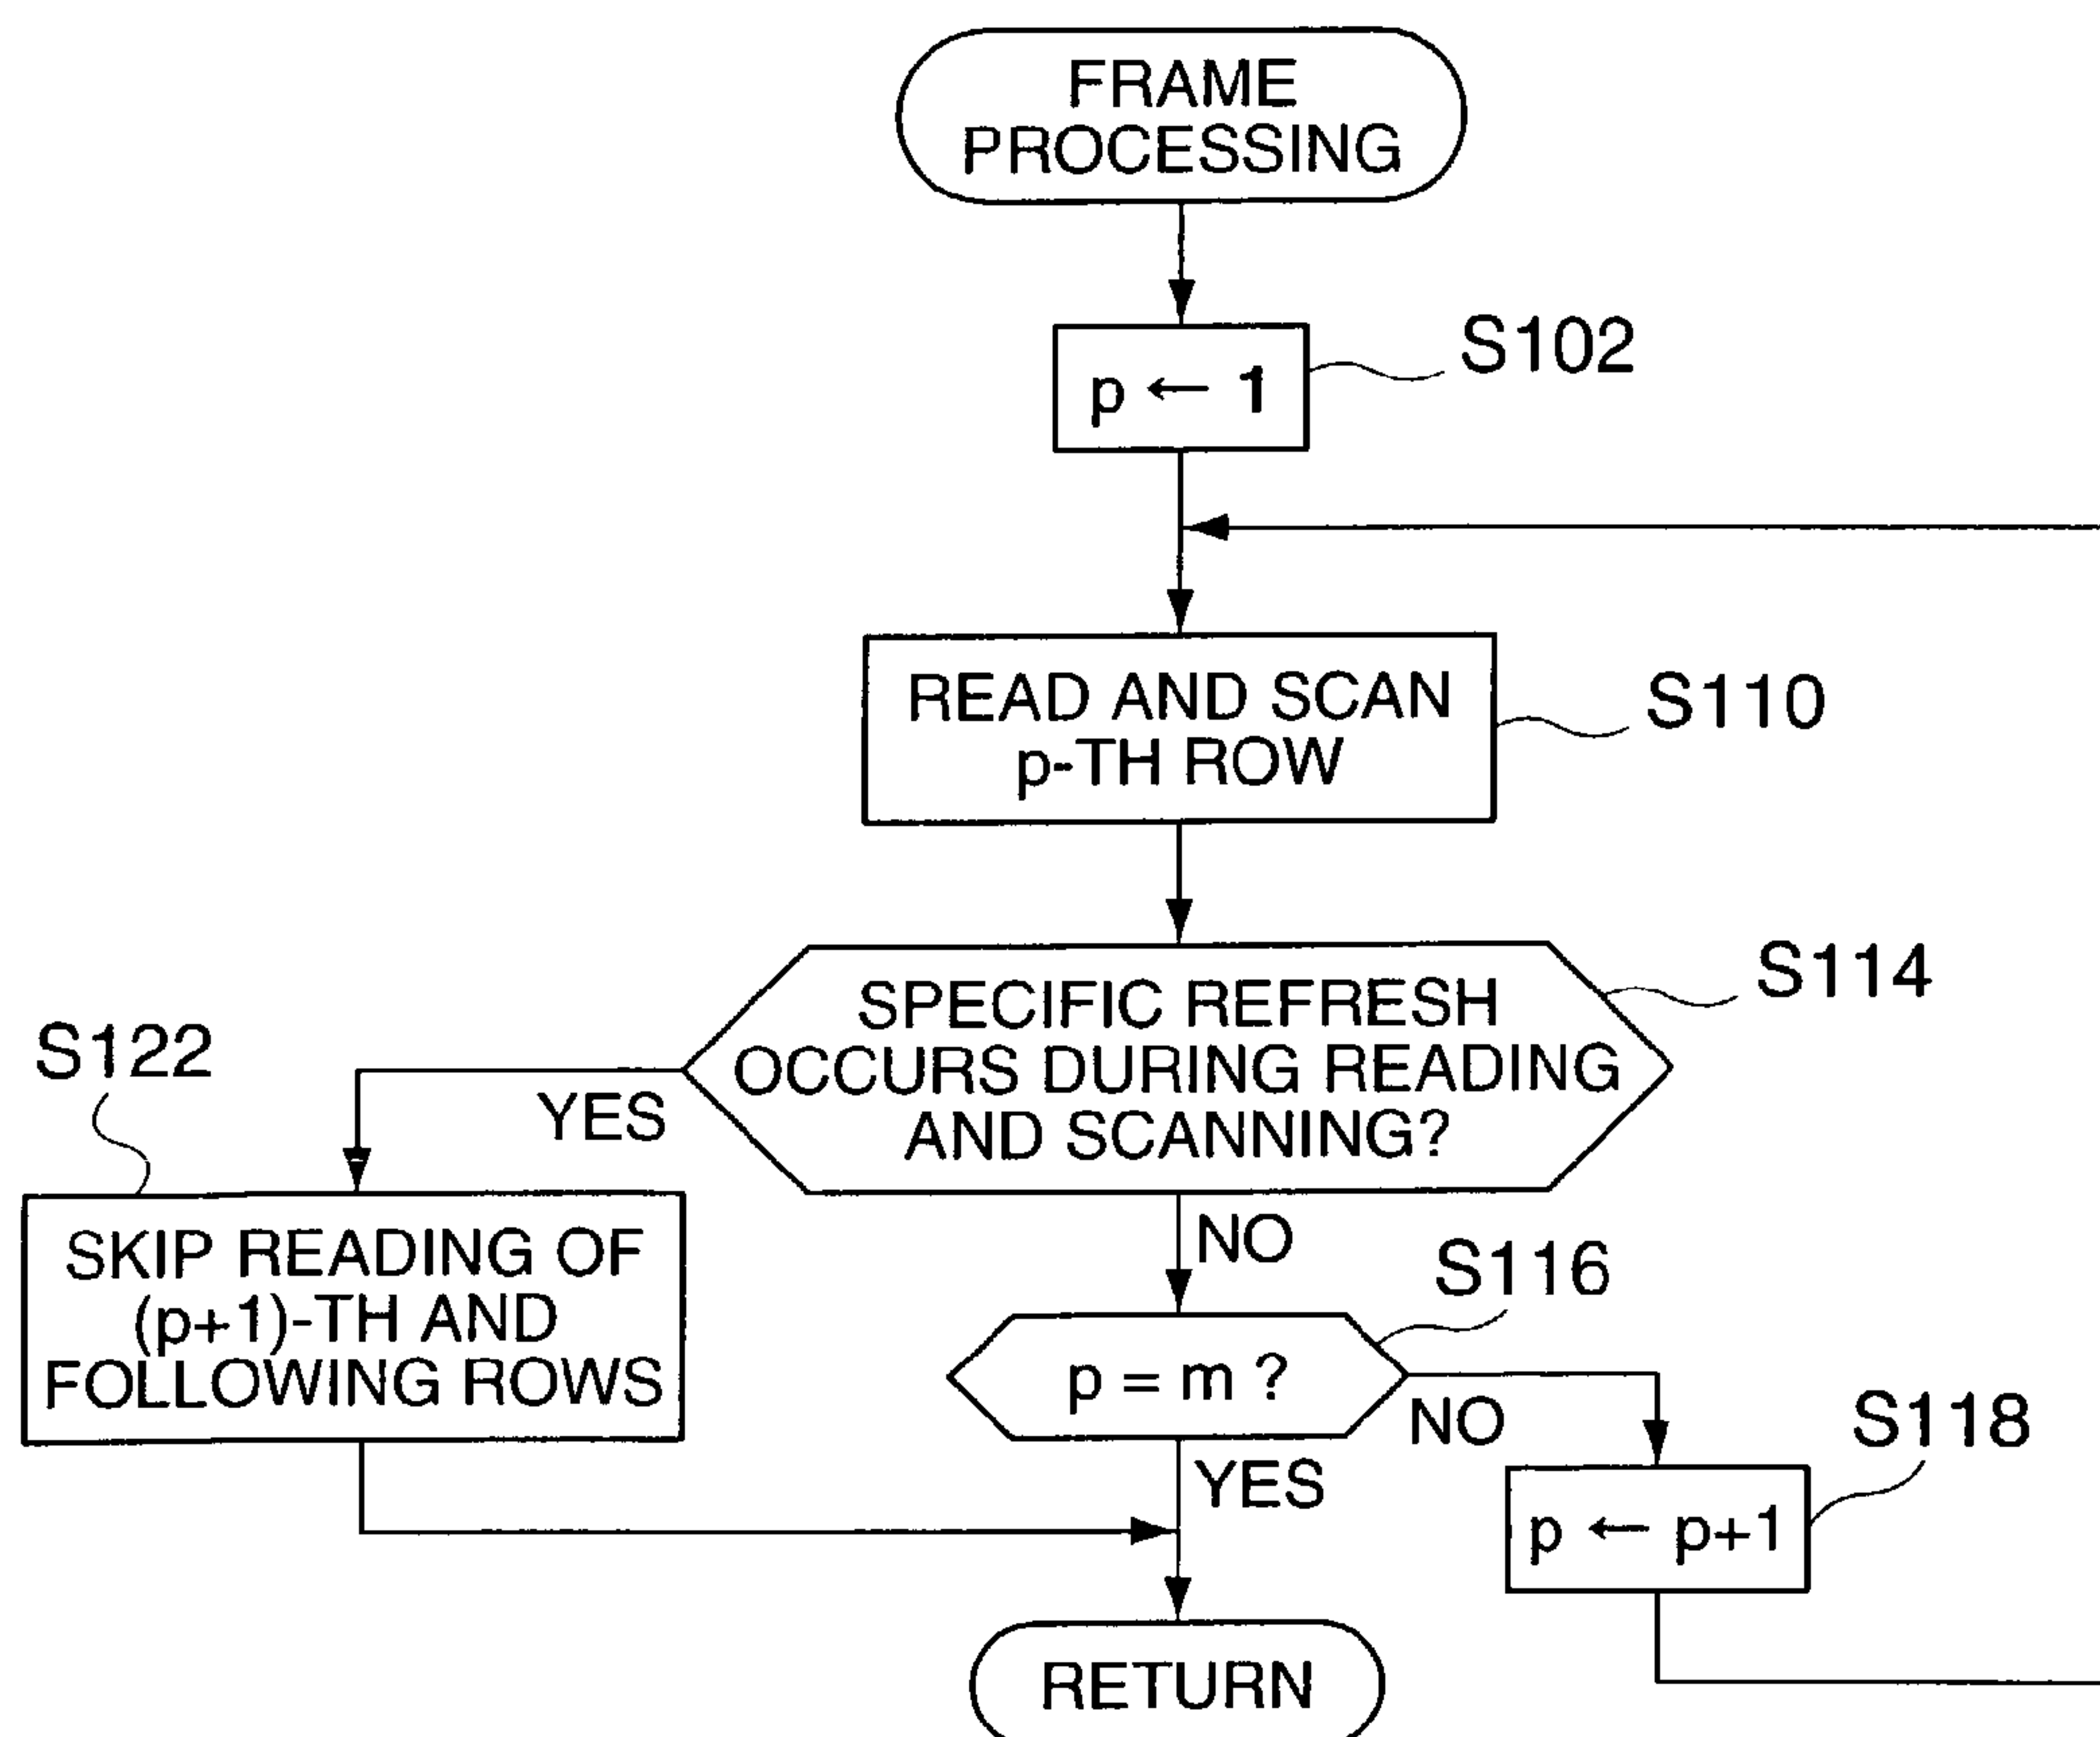 FRAME
PROCESSING
S102
p ← 1
READ AND SCAN
p-TH ROW
S110
S114
SPECIFIC REFRESH
OCCURS DURING READING
AND SCANNING?
S122
YES
SKIP READING OF
(p+1)-TH AND
FOLLOWING ROWS
NO
S116
p = m ?
NO
YES
S118
p ← p+1
RETURN